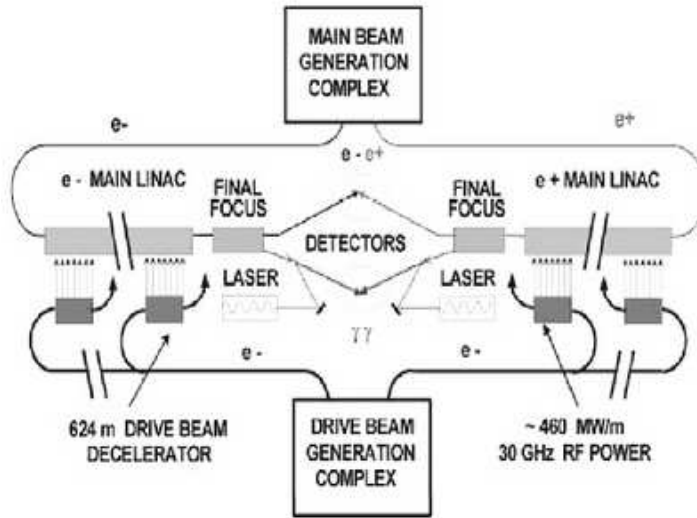 MAIN BEAM
GENERATION
COMPLEX
e-
e+
e - e+
e - MAIN LINAC
e + MAIN LINAC
FINAL
FOCUS
FINAL
FOCUS
DETECTORS
LASER
LASER
γγ
e -
e -
624 m DRIVE BEAM
DECELERATOR
DRIVE BEAM
GENERATION
COMPLEX
~ 460 MW/m
30 GHz RF POWER